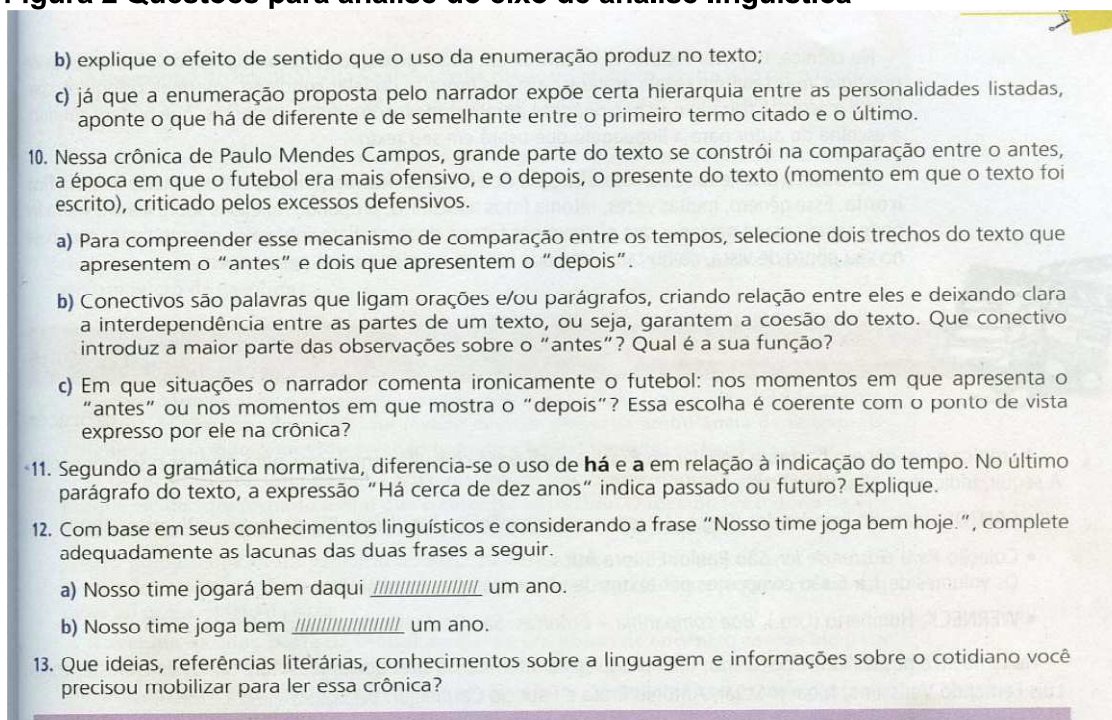 Figura 2 Questões para análise do eixo de análise linguística
b) explique o efeito de sentido que o uso da enumeração produz no texto;
c) já que a enumeração proposta pelo narrador expõe certa hierarquia entre as personalidades listadas,
aponte o que há de diferente e de semelhante entre o primeiro termo citado e o último.
10. Nessa crônica de Paulo Mendes Campos, grande parte do texto se constrói na comparação entre o antes,
a época em que o futebol era mais ofensivo, e o depois, o presente do texto (momento em que o texto foi
escrito), criticado pelos excessos defensivos.
a) Para compreender esse mecanismo de comparação entre os tempos, selecione dois trechos do texto que
apresentem o "antes" e dois que apresentem o "depois".
b) Conectivos são palavras que ligam orações e/ou parágrafos, criando relação entre eles e deixando clara
a interdependência entre as partes de um texto, ou seja, garantem a coesão do texto. Que conectivo
introduz a maior parte das observações sobre o "antes"? Qual é a sua função?
c) Em que situações o narrador comenta ironicamente o futebol: nos momentos em que apresenta o
"antes" ou nos momentos em que mostra o "depois"? Essa escolha é coerente com o ponto de vista
expresso por ele na crônica?
11. Segundo a gramática normativa, diferencia-se o uso de há e a em relação à indicação do tempo. No último
parágrafo do texto, a expressão "Há cerca de dez anos" indica passado ou futuro? Explique.
12. Com base em seus conhecimentos linguísticos e considerando a frase "Nosso time joga bem hoje.", complete
adequadamente as lacunas das duas frases a seguir.
a) Nosso time jogará bem daqui ____ um ano.
b) Nosso time joga bem ____ um ano.
13. Que ideias, referências literárias, conhecimentos sobre a linguagem e informações sobre o cotidiano você
precisou mobilizar para ler essa crônica?